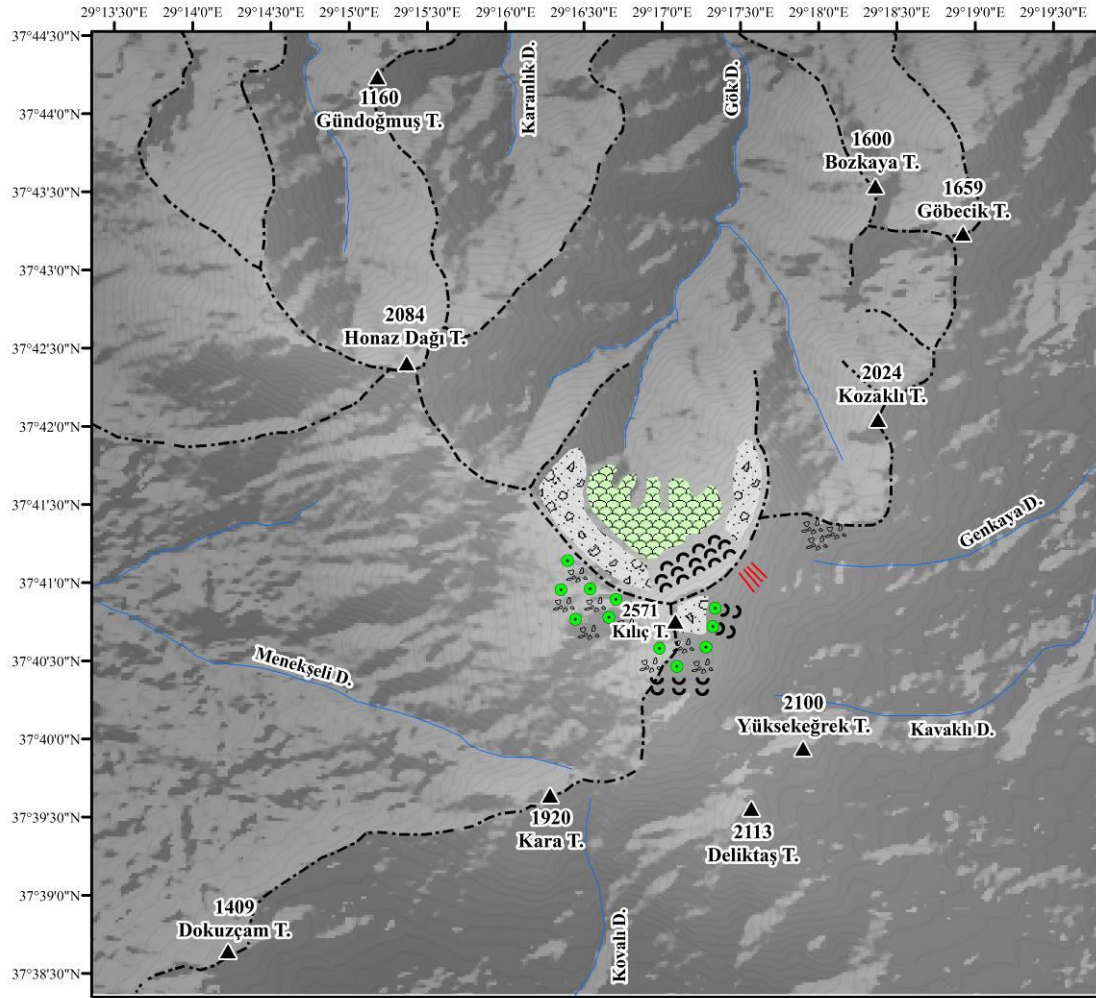 29°13'30"E 29°14'0"E 29°14'30"E 29°15'0"E 29°15'30"E 29°16'0"E 29°16'30"E 29°17'0"E 29°17'30"E 29°18'0"E 29°18'30"E 29°19'0"E 29°19'30"E
37°44'30"N
37°44'0"N
37°43'30"N
37°43'0"N
37°42'30"N
37°42'0"N
37°41'30"N
37°41'0"N
37°40'30"N
37°40'0"N
37°39'30"N
37°39'0"N
37°38'30"N
1160
Gündoğmuş T.
Karanlık D.
Gök D.
1600
Bozkaya T.
1659
Göbecik T.
2084
Honaz Dağı T.
2024
Kozaklı T.
Genkaya D.
2571
Kılıç T.
Menekşeli D.
2100
Yüksekeğrek T.
Kavaklı D.
1920
Kara T.
2113
Deliktaş T.
1409
Dokuzçam T.
Kovalı D.